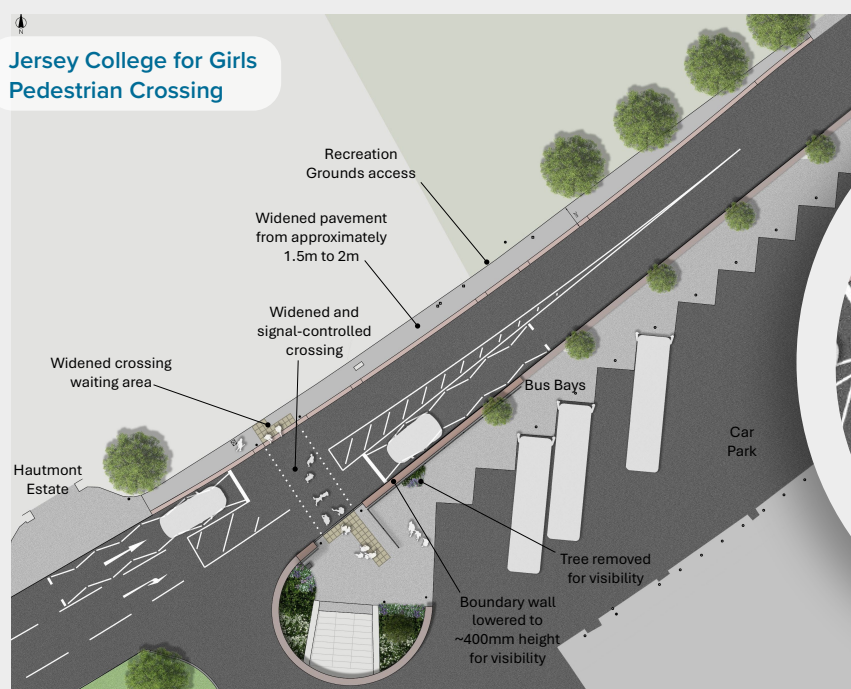 N
Jersey College for Girls
Pedestrian Crossing
Recreation
Grounds access
Widened pavement
from approximately
1.5m to 2m
Widened and
signal-controlled
crossing
Widened crossing
waiting area
Hautmont
Estate
Bus Bays
Car
Park
Tree removed
for visibility
Boundary wall
lowered to
~400mm height
for visibility